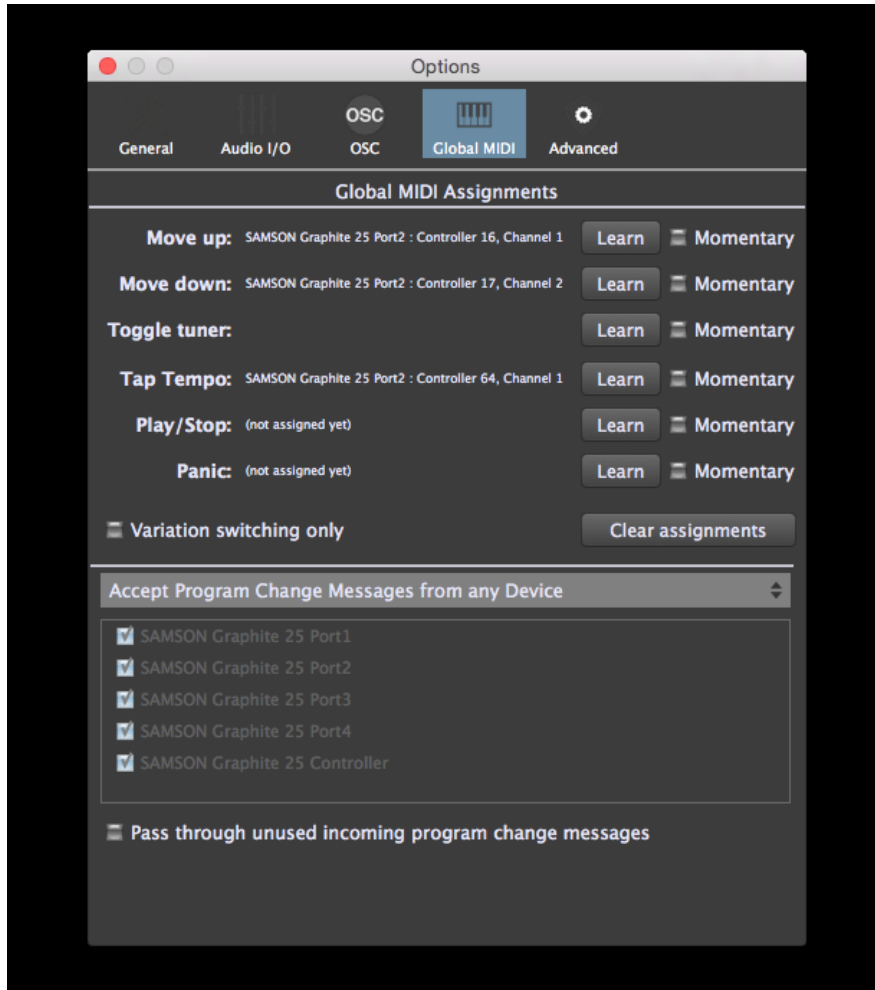 Options
OSC
General Audio I/O OSC Global MIDI Advanced
Global MIDI Assignments
Move up: SAMSON Graphite 25 Port2 : Controller 16, Channel 1 Learn Momentary
Move down: SAMSON Graphite 25 Port2 : Controller 17, Channel 2 Learn Momentary
Toggle tuner: Learn Momentary
Tap Tempo: SAMSON Graphite 25 Port2 : Controller 64, Channel 1 Learn Momentary
Play/Stop: (not assigned yet) Learn Momentary
Panic: (not assigned yet) Learn Momentary
Variation switching only Clear assignments
Accept Program Change Messages from any Device
SAMSON Graphite 25 Port1
SAMSON Graphite 25 Port2
SAMSON Graphite 25 Port3
SAMSON Graphite 25 Port4
SAMSON Graphite 25 Controller
Pass through unused incoming program change messages